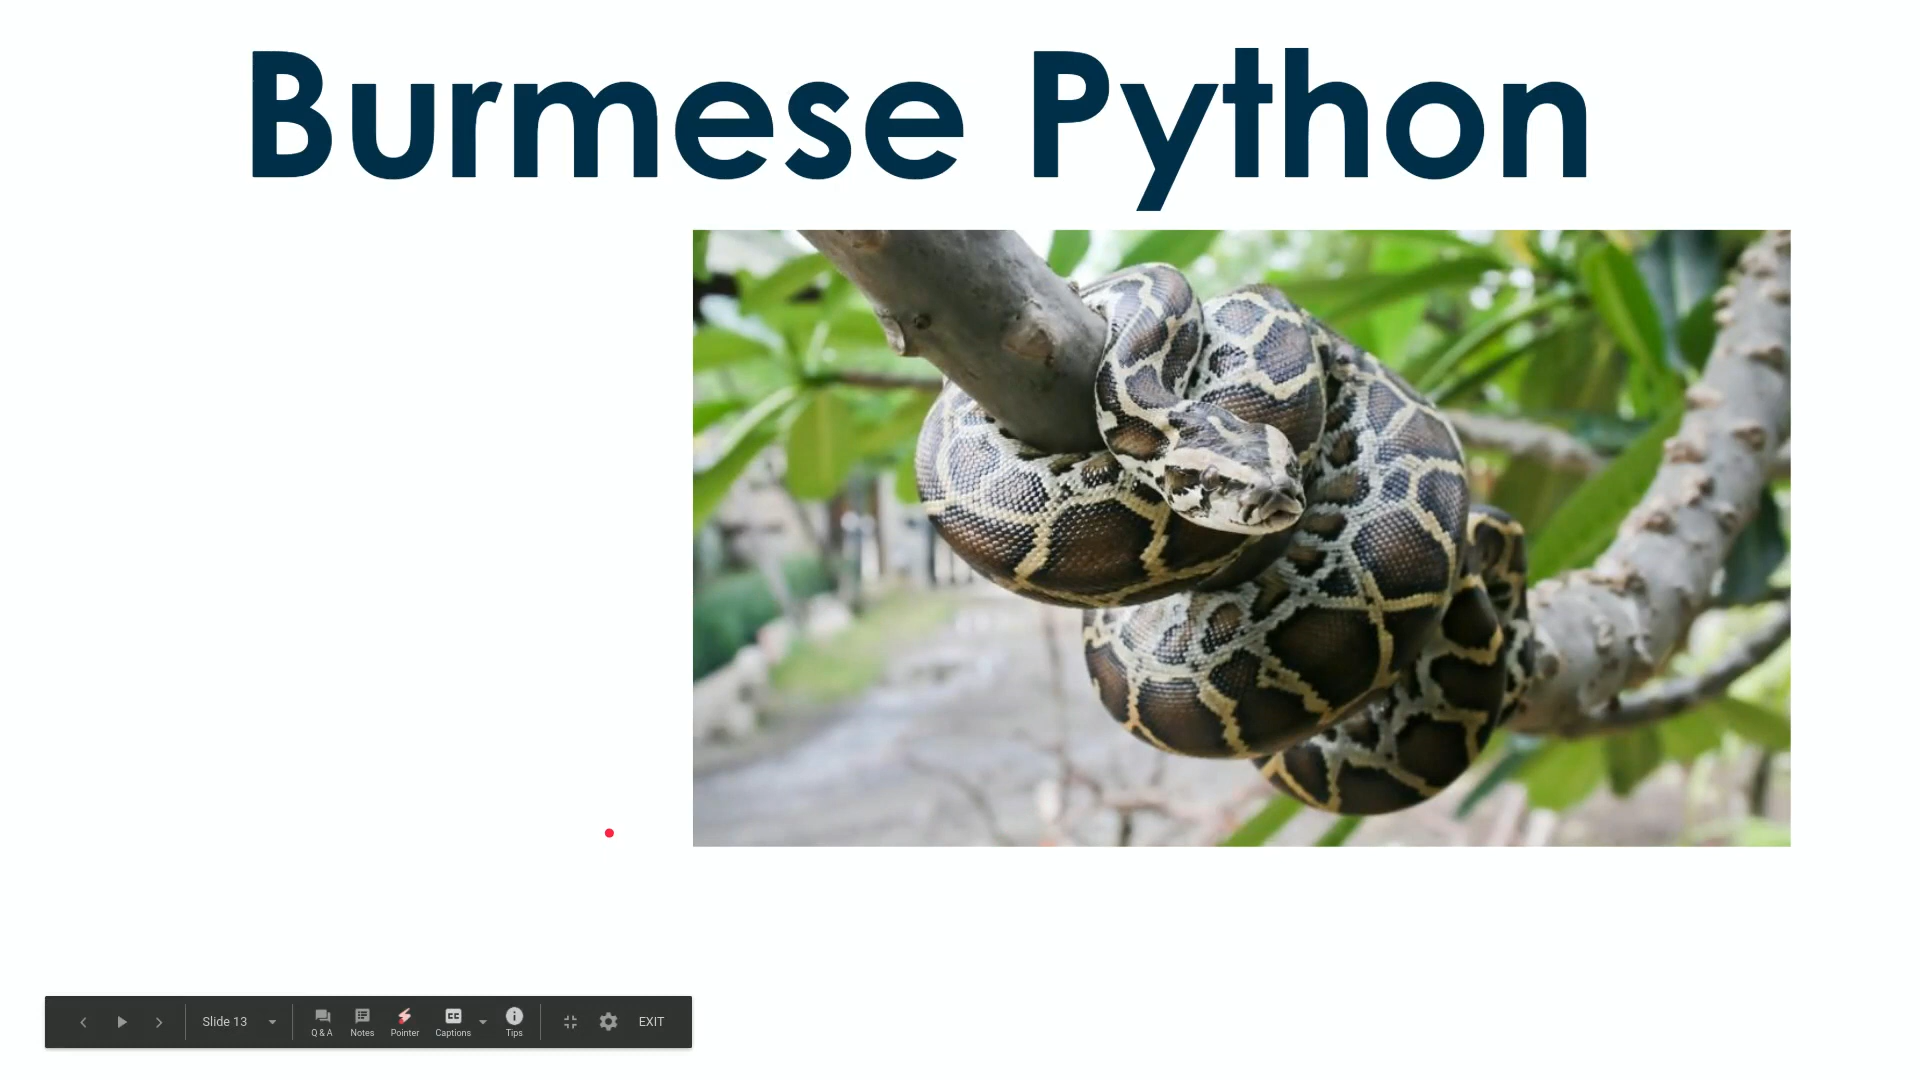 Burmese Python
Slide 13
Q & A
Notes
Pointer
Captions
Tips
EXIT